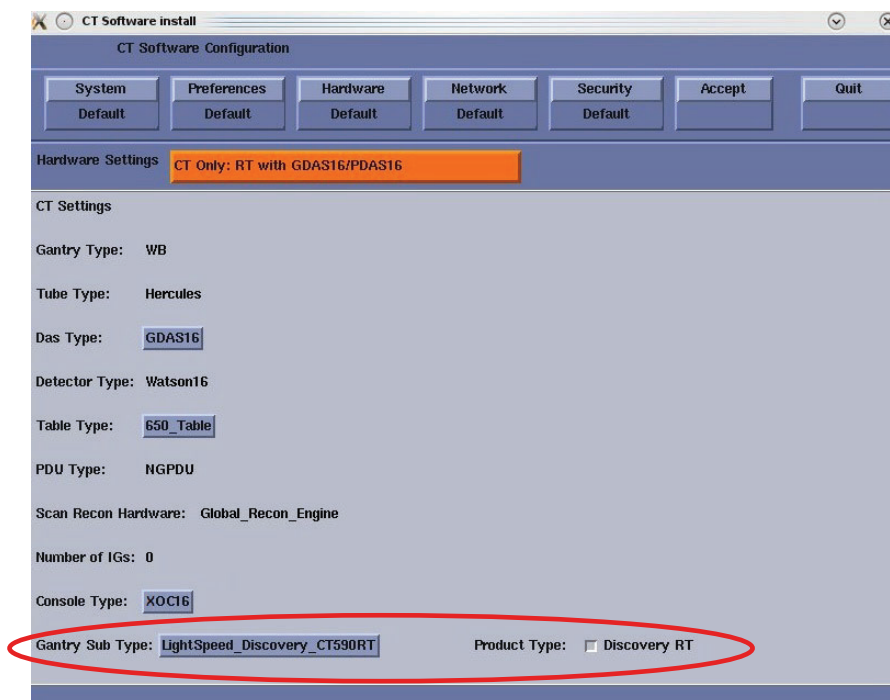 CT Software install
CT Software Configuration
System Preferences Hardware Network Security Accept Quit
Default Default Default Default Default
Hardware Settings CT Only: RT with GDAS16/PDAS16
CT Settings
Gantry Type: WB
Tube Type: Hercules
Das Type: GDAS16
Detector Type: Watson16
Table Type: 650_Table
PDU Type: NGPDU
Scan Recon Hardware: Global_Recon_Engine
Number of IGs: 0
Console Type: XOC16
Gantry Sub Type: LightSpeed_Discovery_CT590RT Product Type: Discovery RT